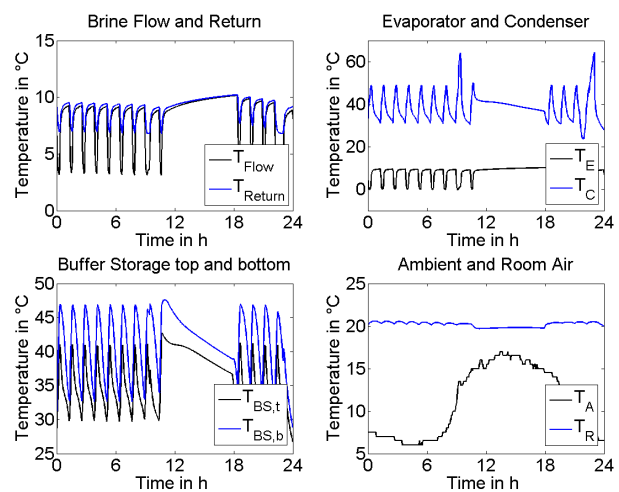 Brine Flow and Return
Temperature in °C
15
10
5
0
0 6 12 18 24
Time in h
T_Flow
T_Return
Evaporator and Condenser
Temperature in °C
60
40
20
0
0 6 12 18 24
Time in h
T_E
T_C
Buffer Storage top and bottom
Temperature in °C
50
45
40
35
30
25
0 6 12 18 24
Time in h
T_BS,t
T_BS,b
Ambient and Room Air
Temperature in °C
25
20
15
10
5
0 6 12 18 24
Time in h
T_A
T_R